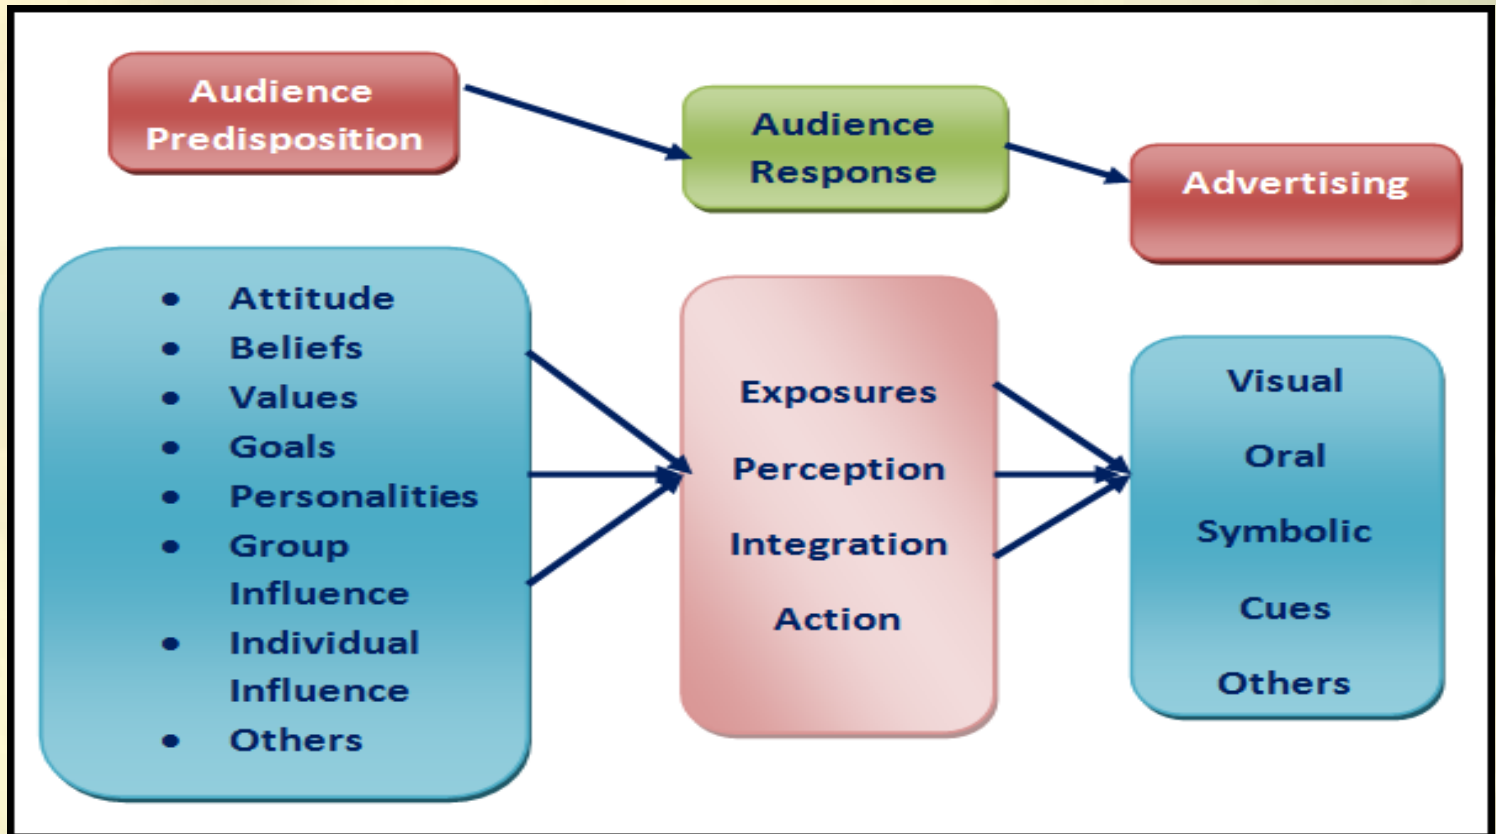 Audience
Predisposition
Audience
Response
Advertising
• Attitude
• Beliefs
• Values
• Goals
• Personalities
• Group
Influence
• Individual
Influence
• Others
Exposures
Perception
Integration
Action
Visual
Oral
Symbolic
Cues
Others